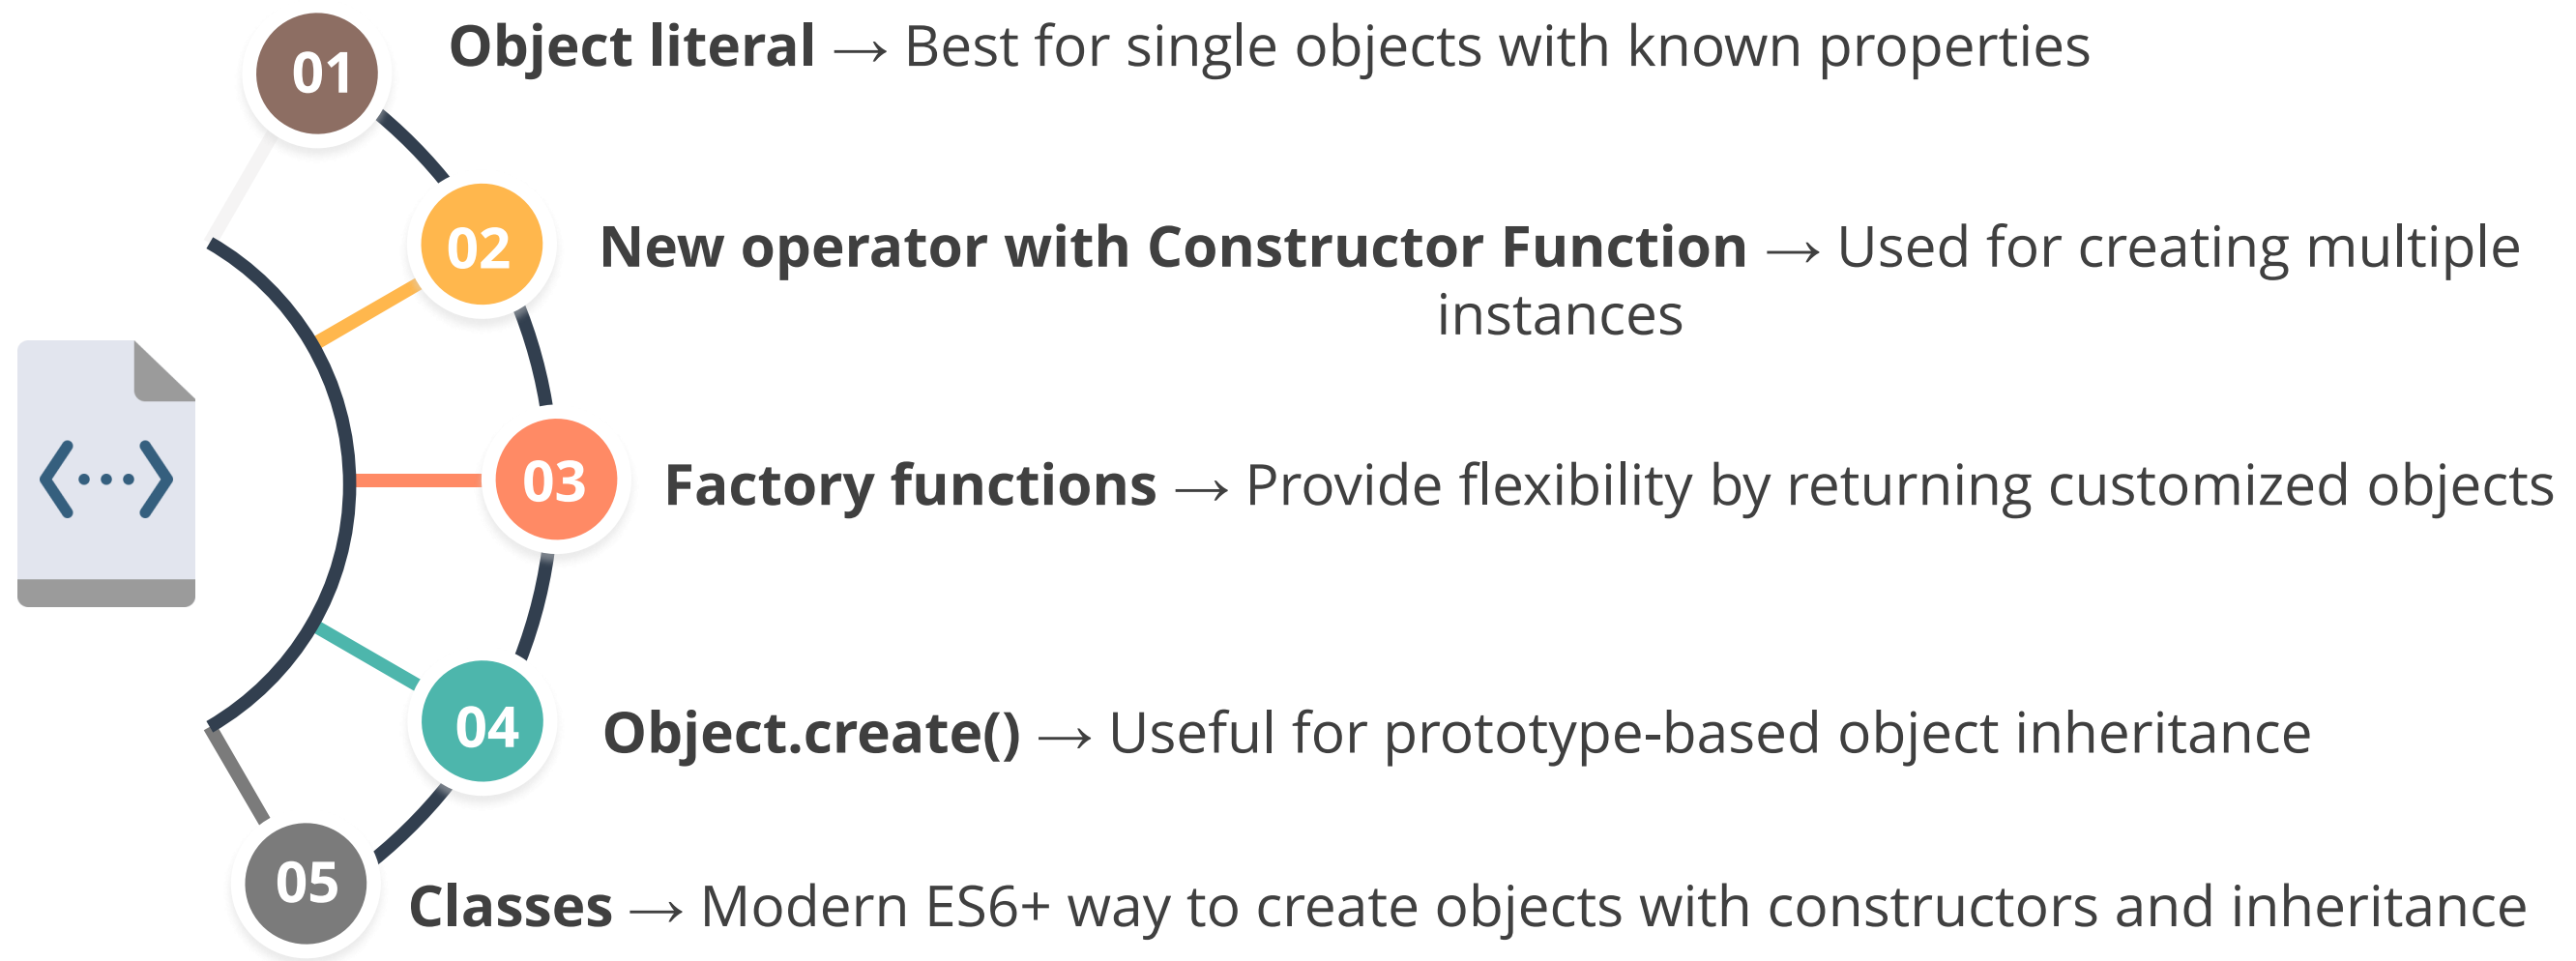 01
Object literal → Best for single objects with known properties
02
New operator with Constructor Function → Used for creating multiple
instances
03
Factory functions → Provide flexibility by returning customized objects
04
Object.create() → Useful for prototype-based object inheritance
05
Classes → Modern ES6+ way to create objects with constructors and inheritance